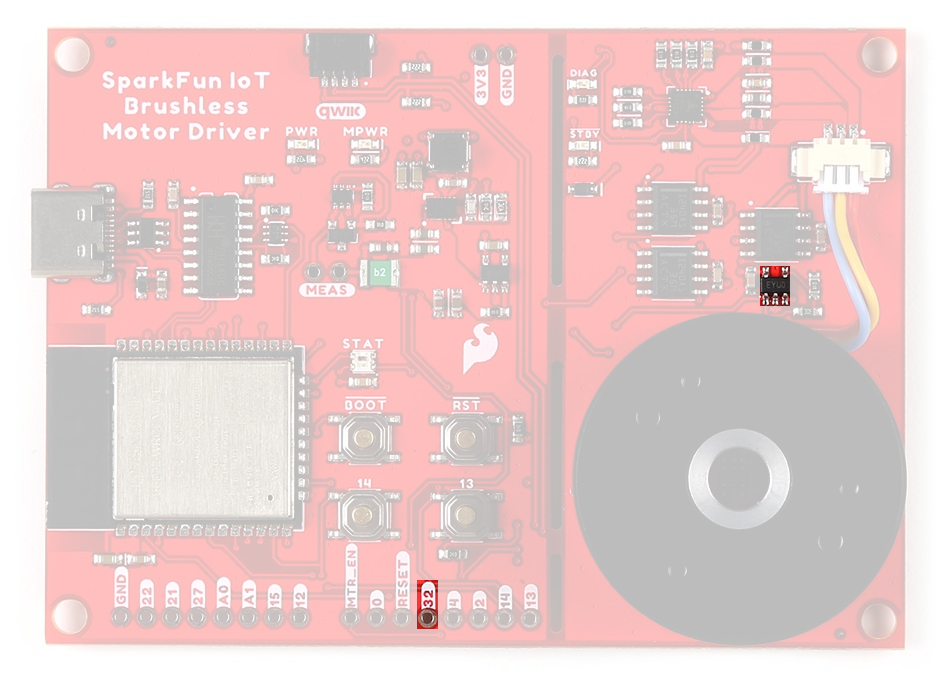 SparkFun IoT
Brushless
Motor Driver
qwiic
3V3
GND
DIAG
STBY
PWR
MPWR
b2
MEAS
STAT
BOOT
RST
14
13
GND
22
21
27
A0
A1
15
12
MTR_EN
0
RESET
32
4
2
14
13